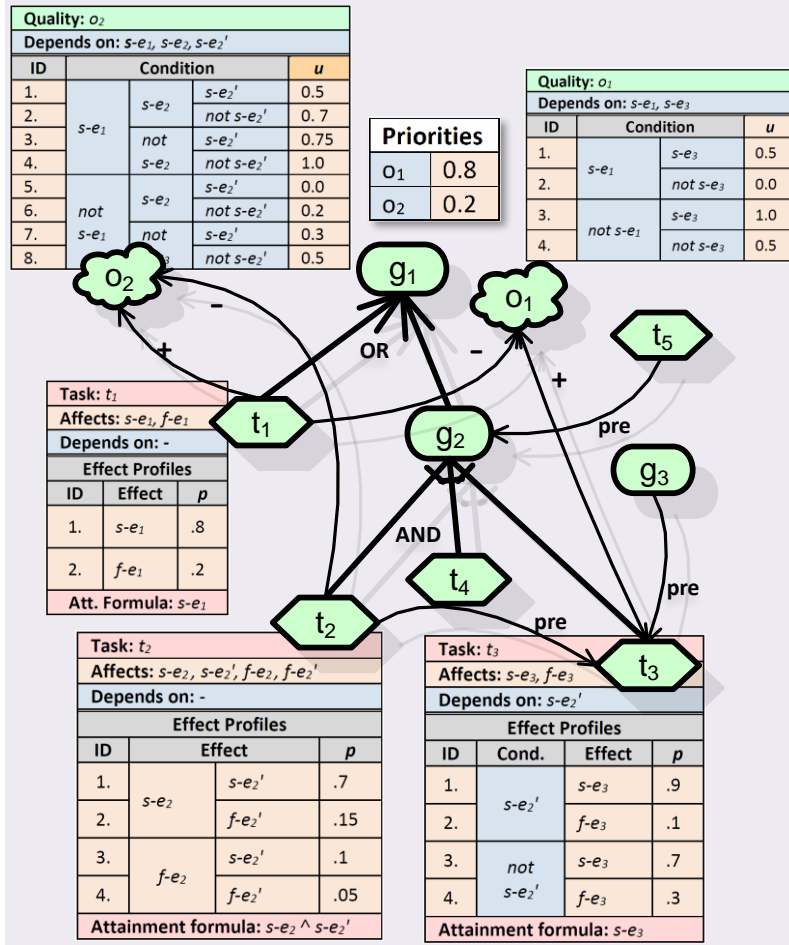 Quality: o2
Depends on: s-e1, s-e2, s-e2'
ID Condition u
1. s-e1 s-e2 s-e2' 0.5
2. not s-e2' 0. 7
3. not s-e2 s-e2' 0.75
4. not s-e2' 1.0
5. not s-e1 s-e2 s-e2' 0.0
6. not s-e2' 0.2
7. not s-e2' 0.3
8. not s-e2' 0.5
Quality: o1
Depends on: s-e1, s-e3
ID Condition u
1. s-e1 s-e3 0.5
2. not s-e3 0.0
3. not s-e1 s-e3 1.0
4. not s-e3 0.5
Priorities
o1 0.8
o2 0.2
o2
g1
o1
t5
OR
-
-
+
+
pre
t1
g2
g3
Task: t1
Affects: s-e1, f-e1
Depends on: -
Effect Profiles
ID Effect p
1. s-e1 .8
2. f-e1 .2
Att. Formula: s-e1
AND
t4
pre
t2
pre
t3
Task: t2
Affects: s-e2, s-e2', f-e2, f-e2'
Depends on: -
Effect Profiles
ID Effect p
1. s-e2 s-e2' .7
2. f-e2' .15
3. f-e2 s-e2' .1
4. f-e2' .05
Attainment formula: s-e2 ^ s-e2'
Task: t3
Affects: s-e3, f-e3
Depends on: s-e2'
Effect Profiles
ID Cond. Effect p
1. s-e2' s-e3 .9
2. f-e3 .1
3. not s-e2' s-e3 .7
4. f-e3 .3
Attainment formula: s-e3